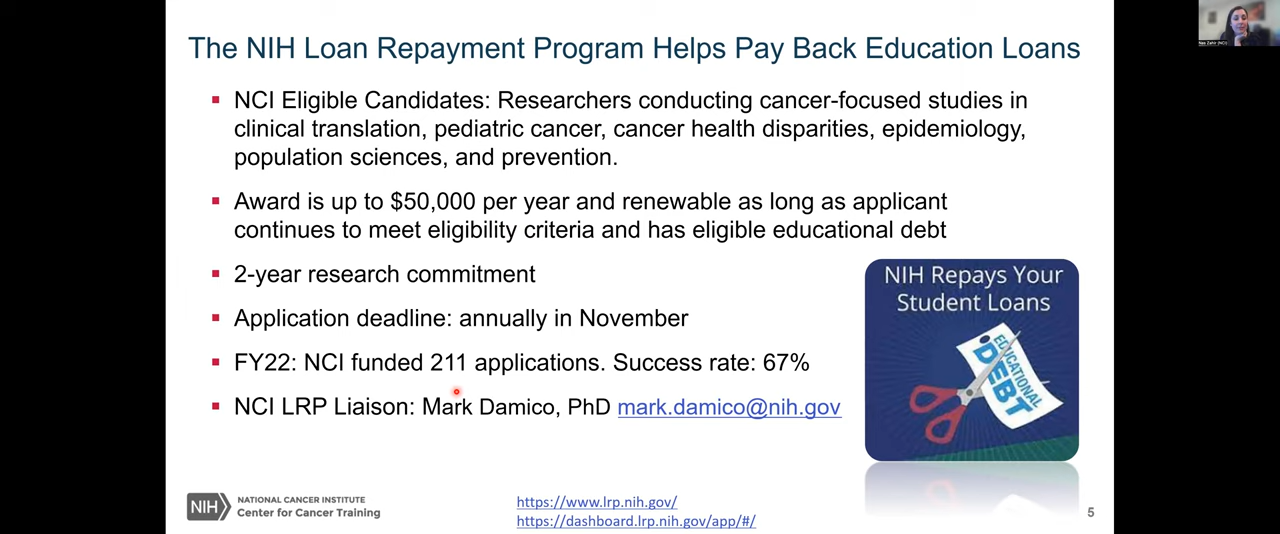 The NIH Loan Repayment Program Helps Pay Back Education Loans
▪ NCI Eligible Candidates: Researchers conducting cancer-focused studies in
clinical translation, pediatric cancer, cancer health disparities, epidemiology,
population sciences, and prevention.
▪ Award is up to $50,000 per year and renewable as long as applicant
continues to meet eligibility criteria and has eligible educational debt
▪ 2-year research commitment
▪ Application deadline: annually in November
▪ FY22: NCI funded 211 applications. Success rate: 67%
▪ NCI LRP Liaison: Mark Damico, PhD mark.damico@nih.gov
NIH Repays Your
Student Loans
EDUCATIONAL
DEBT
NIH
NATIONAL CANCER INSTITUTE
Center for Cancer Training
https://www.lrp.nih.gov/
https://dashboard.lrp.nih.gov/app/#/
5